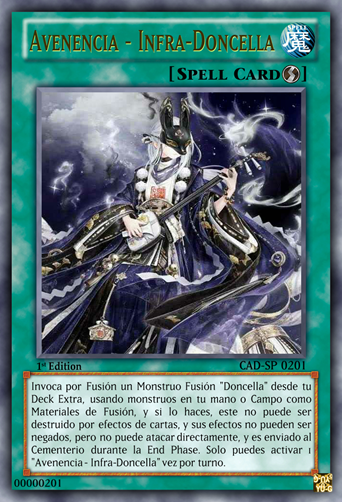 Avenencia - Infra-Doncella
魔
[Spell Card]
1st Edition
CAD-SP 0201
Invoca por Fusión un Monstruo Fusión "Doncella" desde tu
Deck Extra, usando monstruos en tu mano o Campo como
Materiales de Fusión, y si lo haces, este no puede ser
destruido por efectos de cartas, y sus efectos no pueden ser
negados, pero no puede atacar directamente, y es enviado al
Cementerio durante la End Phase. Solo puedes activar 1
"Avenencia - Infra-Doncella" vez por turno.
00000201